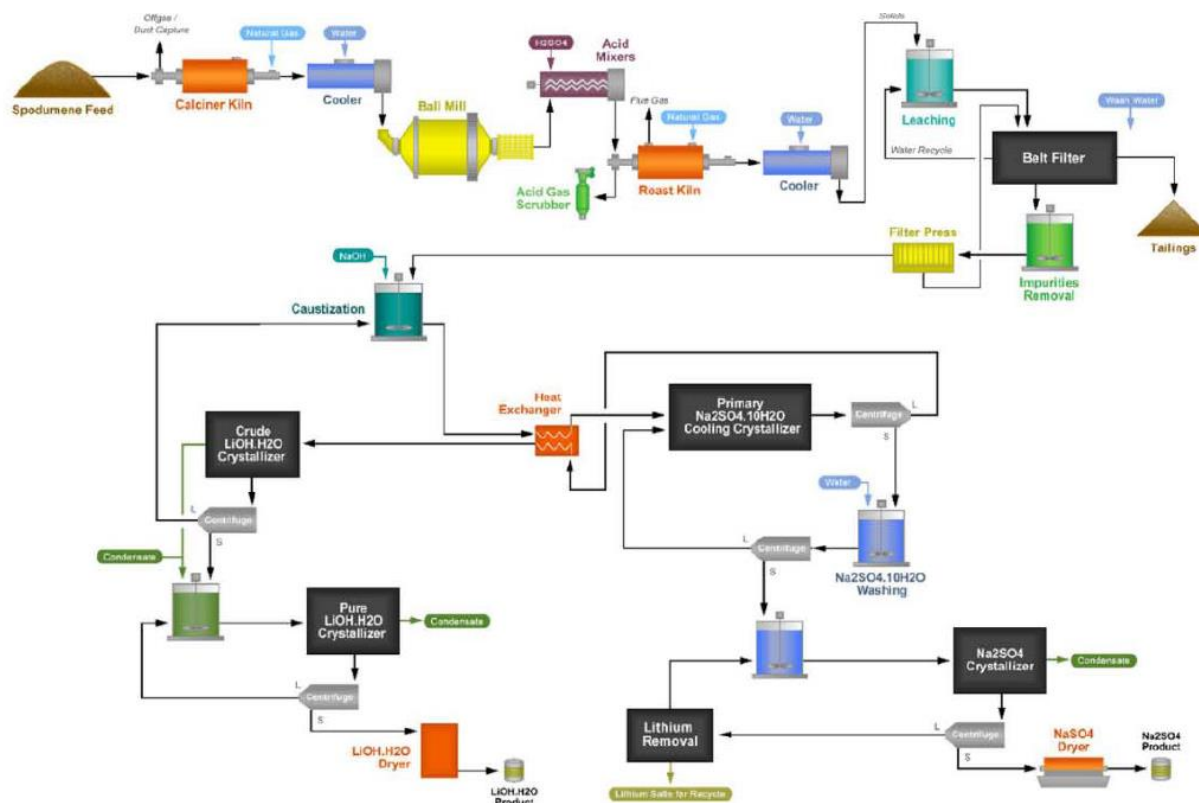 Offgas /
Dust Capture
Natural Gas
Water
H2SO4
Acid
Mixers
Solids
Spodumene Feed
Calciner Kiln
Cooler
Ball Mill
Flue Gas
Natural Gas
Water
Leaching
Wash Water
Water Recycle
Belt Filter
Acid Gas
Scrubber
Roast Kiln
Cooler
Filter Press
Tailings
NaOH
Impurities
Removal
Caustization
Heat
Exchanger
Primary
Na2SO4.10H2O
Cooling Crystallizer
Centrifuge
L
S
Crude
LiOH.H2O
Crystallizer
Water
L
Centrifuge
S
L
Centrifuge
S
Condensate
Na2SO4.10H2O
Washing
Pure
LiOH.H2O
Crystallizer
Condensate
Na2SO4
Crystallizer
Condensate
L
Centrifuge
S
Lithium
Removal
L
Centrifuge
S
NaSO4
Dryer
Na2SO4
Product
LiOH.H2O
Dryer
LiOH.H2O
Product
Lithium Salts for Recycle